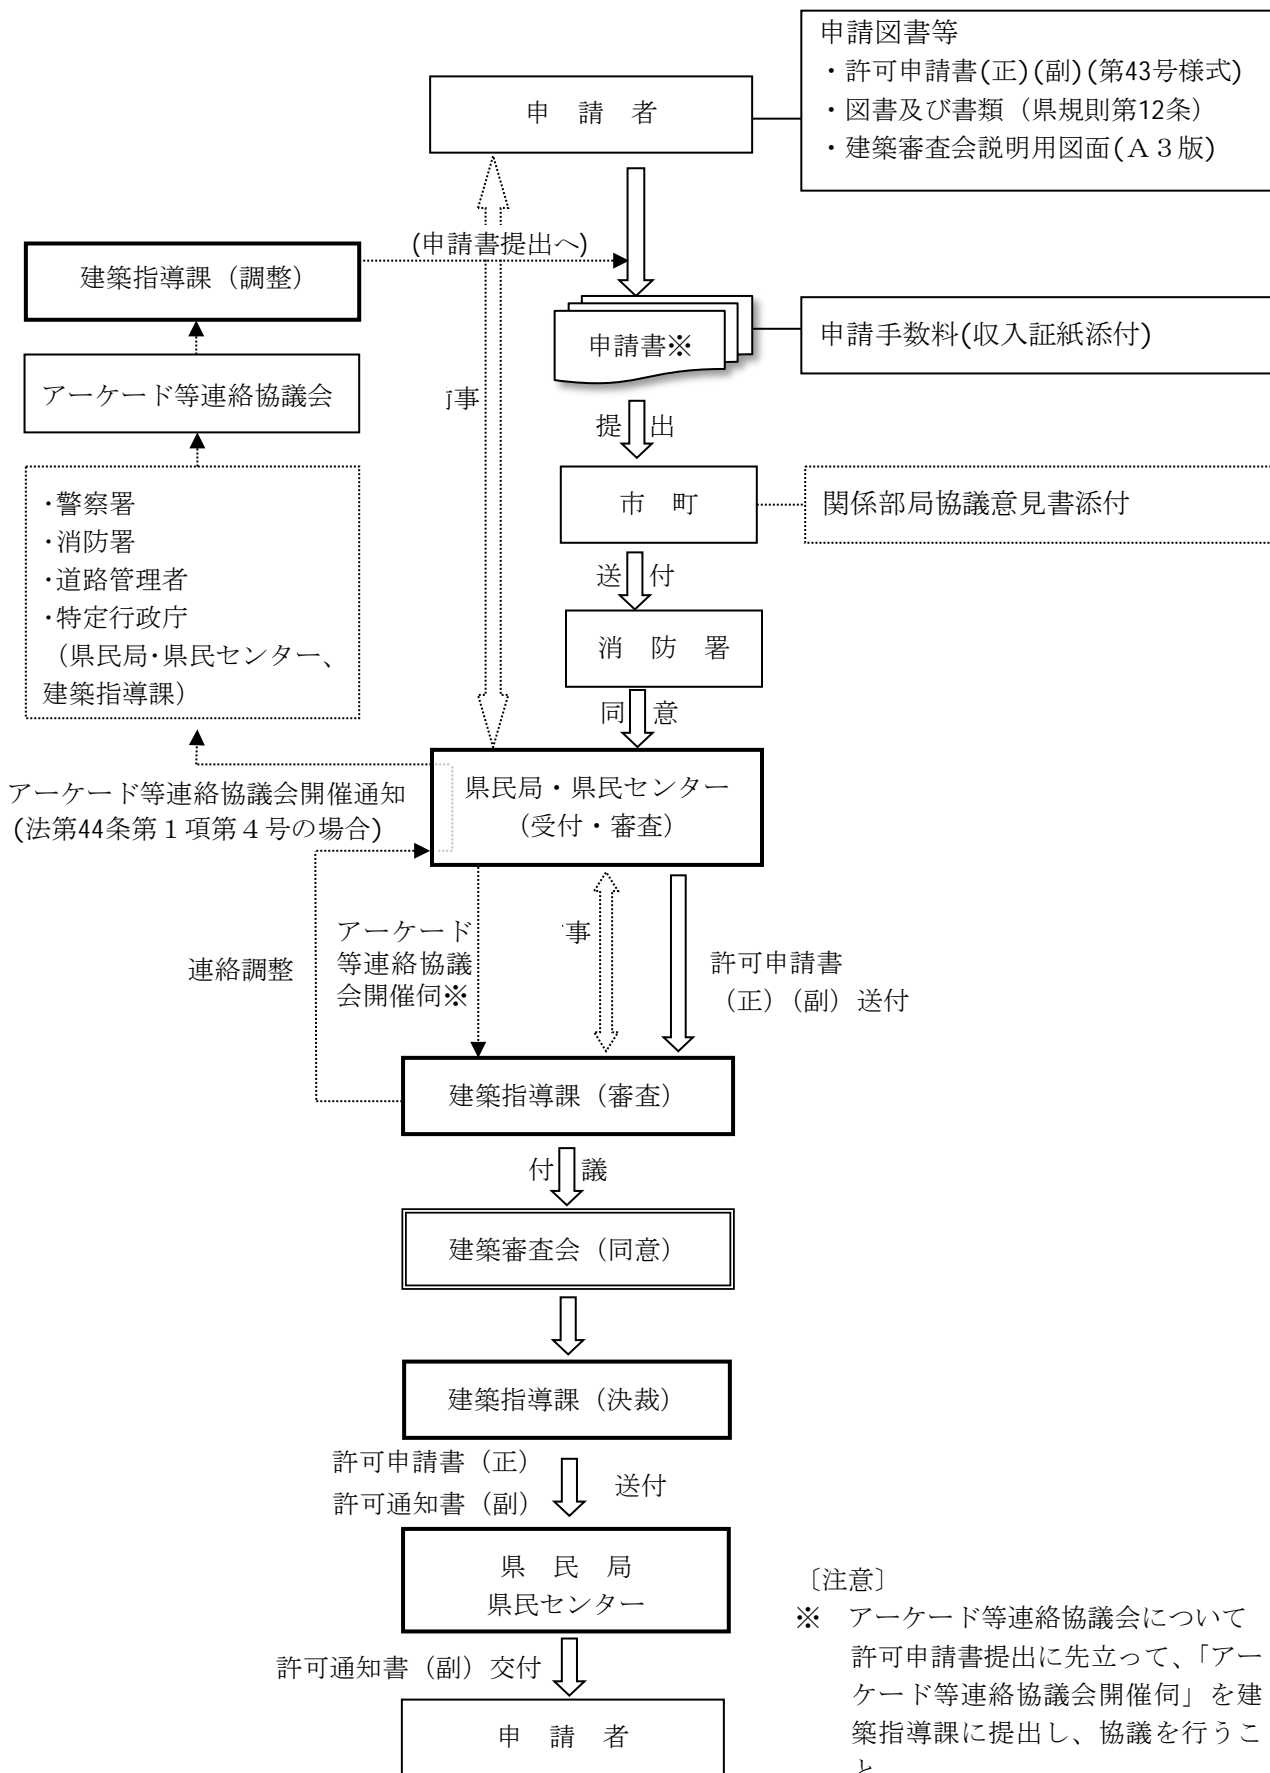 申請図書等
・許可申請書(正)(副)(第43号様式)
・図書及び書類（県規則第12条）
・建築審査会説明用図面(Ａ３版)
申　請　者
(申請書提出へ)
建築指導課（調整）
申請書※
申請手数料(収入証紙添付)
アーケード等連絡協議会
事
提　出
・警察署
・消防署
・道路管理者
・特定行政庁
（県民局・県民センター、
建築指導課）
市　町
関係部局協議意見書添付
送　付
消　防　署
同　意
県民局・県民センター
（受付・審査）
アーケード等連絡協議会開催通知
(法第44条第１項第４号の場合)
連絡調整
アーケード
等連絡協議
会開催伺※
事
許可申請書
（正）（副）送付
建築指導課（審査）
付　議
建築審査会（同意）
建築指導課（決裁）
許可申請書（正）
許可通知書（副）
送付
県　民　局
県民センター
許可通知書（副）交付
申　請　者
〔注意〕
※　アーケード等連絡協議会について
許可申請書提出に先立って、「アー
ケード等連絡協議会開催伺」を建
築指導課に提出し、協議を行うこ
と